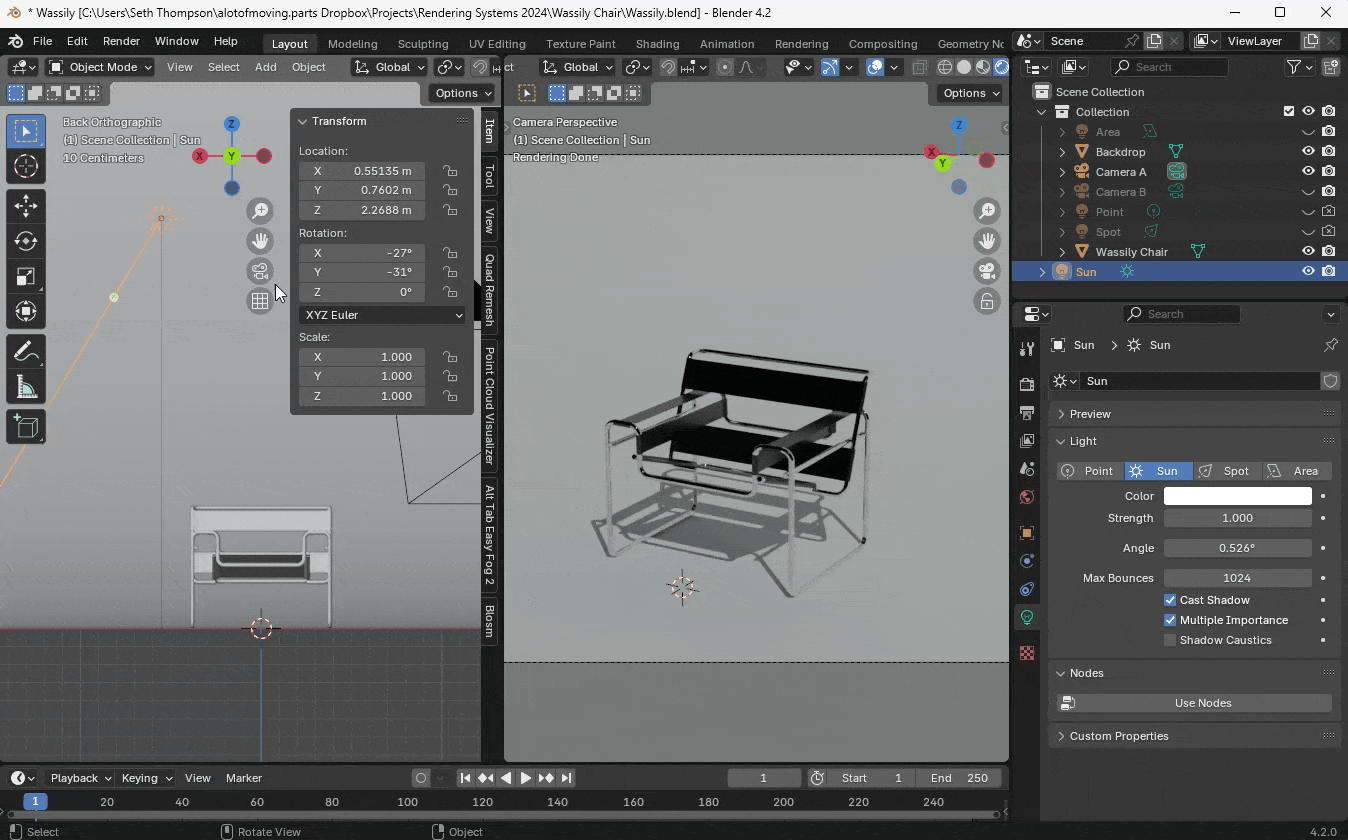 * Wassily [C:\Users\Seth Thompson\alotofmoving.parts Dropbox\Projects\Rendering Systems 2024\Wassily Chair\Wassily.blend] - Blender 4.2
File Edit Render Window Help Layout Modeling Sculpting UV Editing Texture Paint Shading Animation Rendering Compositing Geometry No
Scene ViewLayer
Object Mode View Select Add Object Global
ct Global
Search
Options
Options
Back Orthographic
(1) Scene Collection | Sun
10 Centimeters
Z
X
Y
Transform
Location:
X 0.55135 m
Y 0.7602 m
Z 2.2688 m
Rotation:
X -27°
Y -31°
Z 0°
XYZ Euler
Scale:
X 1.000
Y 1.000
Z 1.000
Item
Tool
View
Quad Remesh
Point Cloud Visualizer
Alt Tab Easy Fog 2
Blosm
Camera Perspective
(1) Scene Collection | Sun
Rendering Done
Z
X
Y
Scene Collection
Collection
Area
Backdrop
Camera A
Camera B
Point
Spot
Wassily Chair
Sun
Search
Sun > Sun
Sun
Preview
Light
Point Sun Spot Area
Color
Strength 1.000
Angle 0.526°
Max Bounces 1024
Cast Shadow
Multiple Importance
Shadow Caustics
Nodes
Use Nodes
Custom Properties
Playback Keying View Marker
1 Start 1 End 250
1 20 40 60 80 100 120 140 160 180 200 220 240
Select Rotate View Object 4.2.0